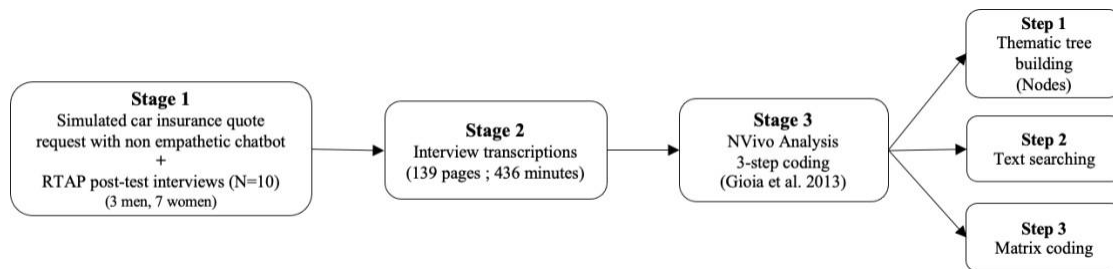 Stage 1
Simulated car insurance quote
request with non empathetic chatbot
+
RTAP post-test interviews (N=10)
(3 men, 7 women)
Stage 2
Interview transcriptions
(139 pages ; 436 minutes)
Stage 3
NVivo Analysis
3-step coding
(Gioia et al. 2013)
Step 1
Thematic tree
building
(Nodes)
Step 2
Text searching
Step 3
Matrix coding